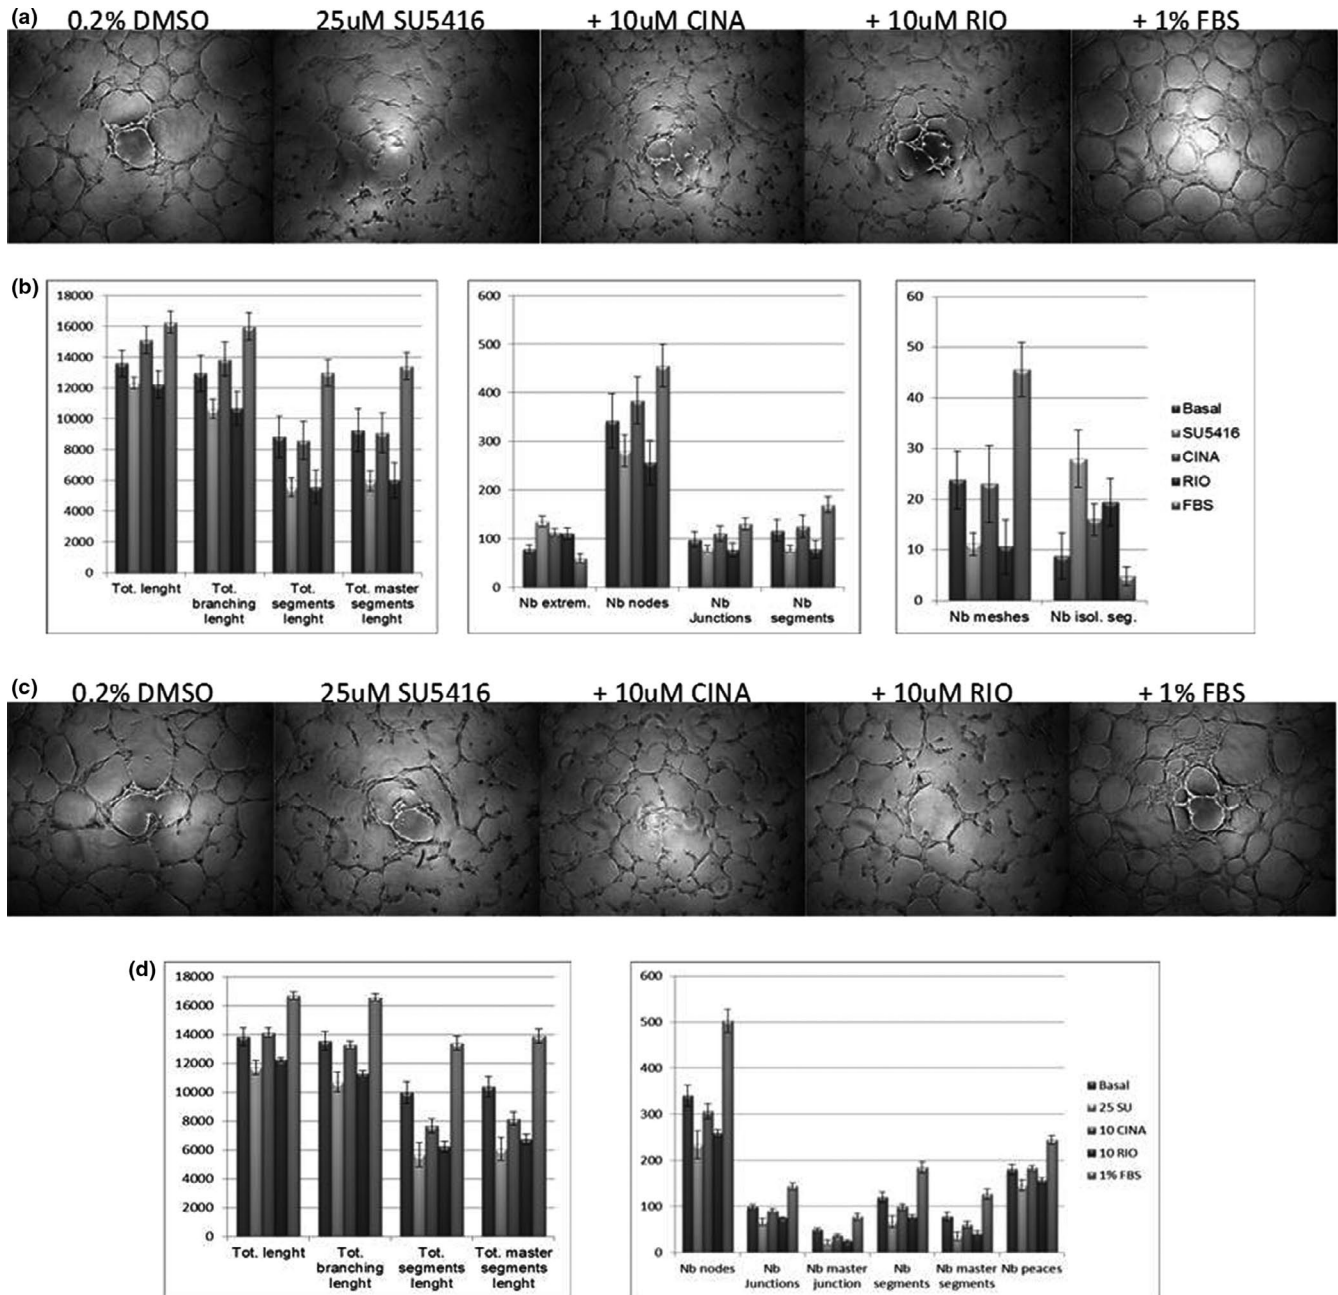 (a)
0.2% DMSO 25uM SU5416 + 10uM CINA + 10uM RIO + 1% FBS
(b)
18000
16000
14000
12000
10000
8000
6000
4000
2000
0
Tot. lenght
Tot. branching lenght
Tot. segments lenght
Tot. master segments lenght
600
500
400
300
200
100
0
Nb extrem.
Nb nodes
Nb Junctions
Nb segments
60
50
40
30
20
10
0
Nb meshes
Nb isol. seg.
Basal
SU5416
CINA
RIO
FBS
(c)
0.2% DMSO 25uM SU5416 + 10uM CINA + 10uM RIO + 1% FBS
(d)
18000
16000
14000
12000
10000
8000
6000
4000
2000
0
Tot. lenght
Tot. branching lenght
Tot. segments lenght
Tot. master segments lenght
600
500
400
300
200
100
0
Nb nodes
Nb Junctions
Nb master junction
Nb segments
Nb master segments
Nb peaces
Basal
25 SU
10 CINA
10 RIO
1% FBS